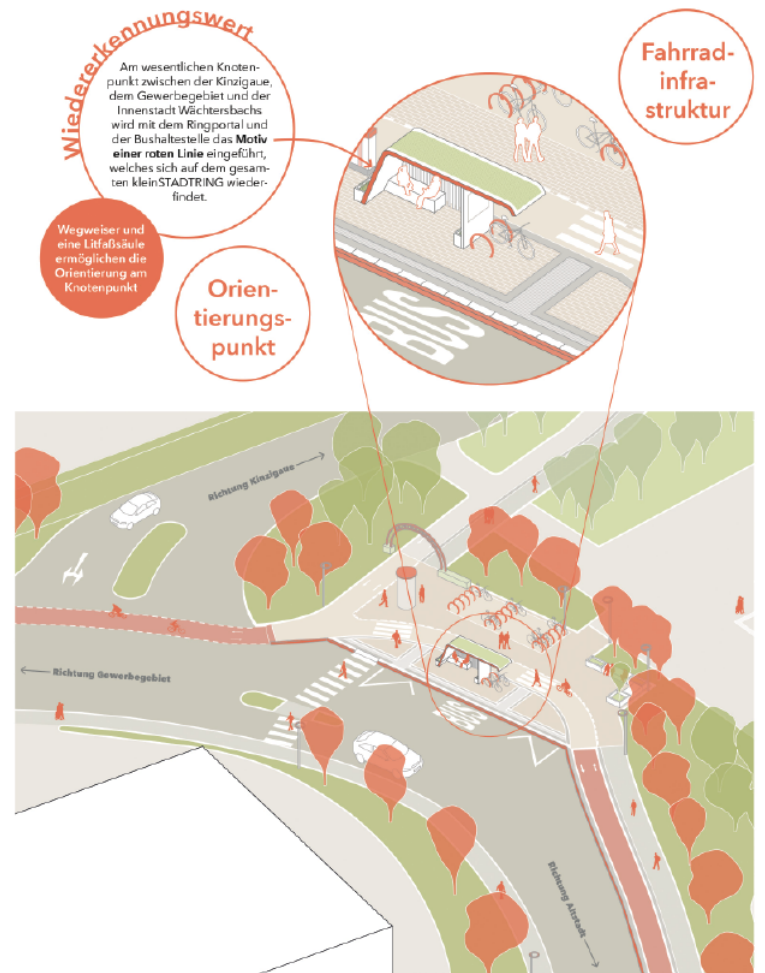 Wiedererkennungswert
Am wesentlichen Knoten-
punkt zwischen der Kinzigaue,
dem Gewerbegebiet und der
Innenstadt Wächtersbachs
wird mit dem Ringportal und
der Bushaltestelle das Motiv
einer roten Linie eingeführt,
welches sich auf dem gesam-
ten kleinSTADTRING wieder-
findet.
Fahrrad-
infra-
struktur
Wegweiser und
eine Litfaßsäule
ermöglichen die
Orientierung am
Knotenpunkt
Orien-
tierungs-
punkt
BUS
Richtung Kinzigaue
Richtung Gewerbegebiet
BUS
Richtung Altstadt